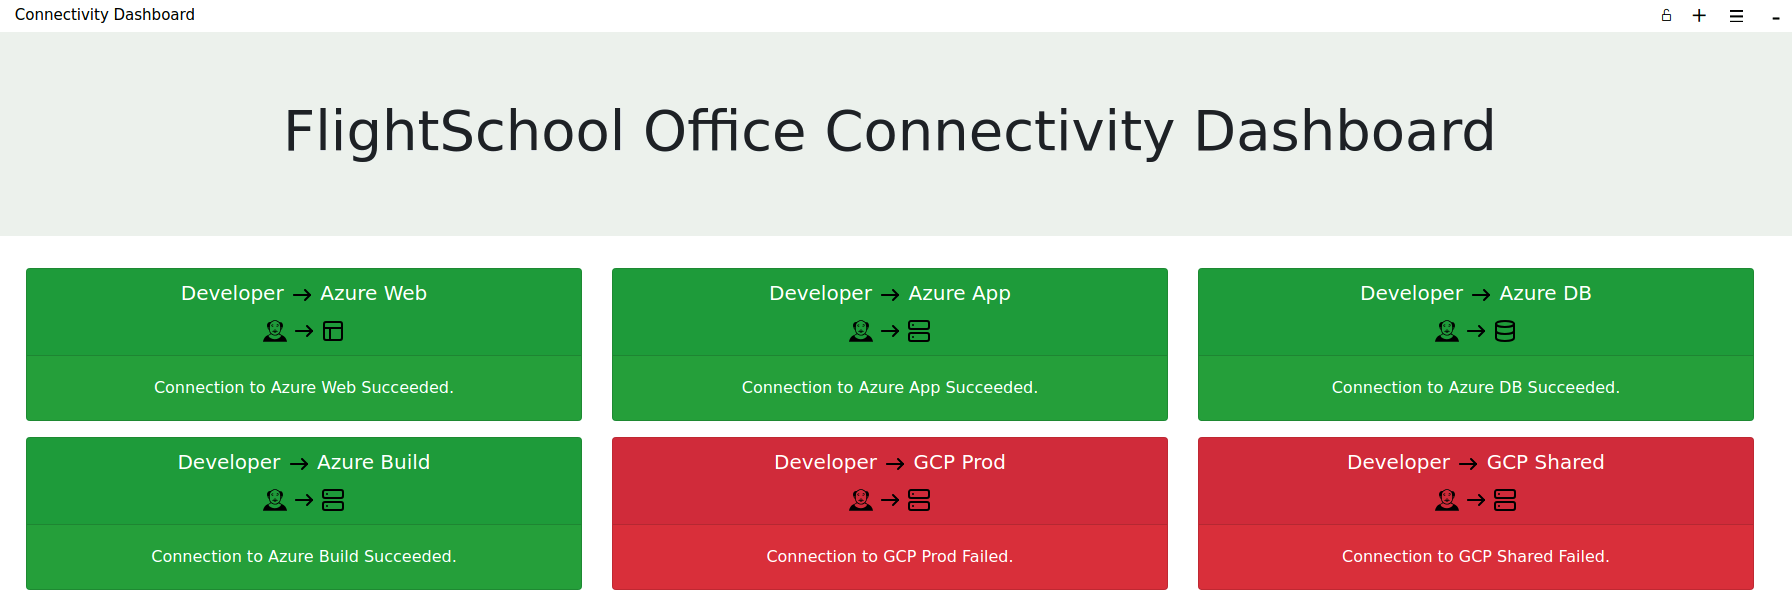 Connectivity Dashboard
FlightSchool Office Connectivity Dashboard
Developer → Azure Web
Connection to Azure Web Succeeded.
Developer → Azure App
Connection to Azure App Succeeded.
Developer → Azure DB
Connection to Azure DB Succeeded.
Developer → Azure Build
Connection to Azure Build Succeeded.
Developer → GCP Prod
Connection to GCP Prod Failed.
Developer → GCP Shared
Connection to GCP Shared Failed.